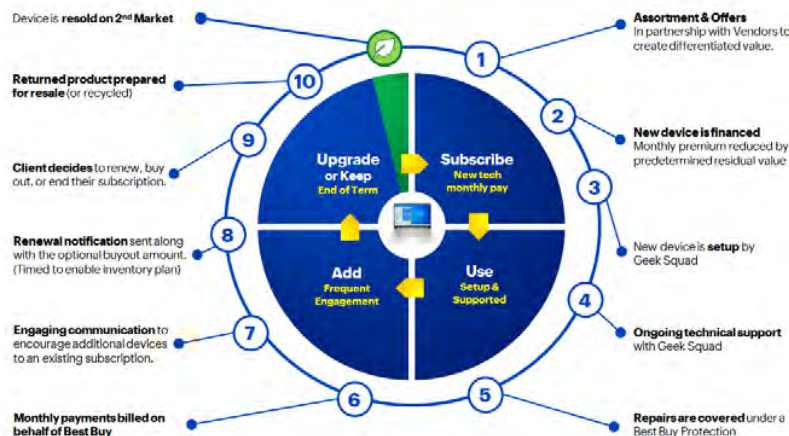 Device is resold on 2nd Market
Assortment & Offers
In partnership with Vendors to
create differentiated value.
1
10
Returned product prepared
for resale (or recycled)
2
New device is financed
Monthly premium reduced by
predetermined residual value
9
Upgrade
or Keep
End of Term
Subscribe
New tech
monthly pay
Client decides to renew, buy
out, or end their subscription.
3
8
Renewal notification sent along
with the optional buyout amount.
(Timed to enable inventory plan)
New device is setup by
Geek Squad
Add
Frequent
Engagement
Use
Setup &
Supported
4
7
Engaging communication to
encourage additional devices
to an existing subscription.
Ongoing technical support
with Geek Squad
6
5
Monthly payments billed on
behalf of Best Buy
Repairs are covered under a
Best Buy Protection